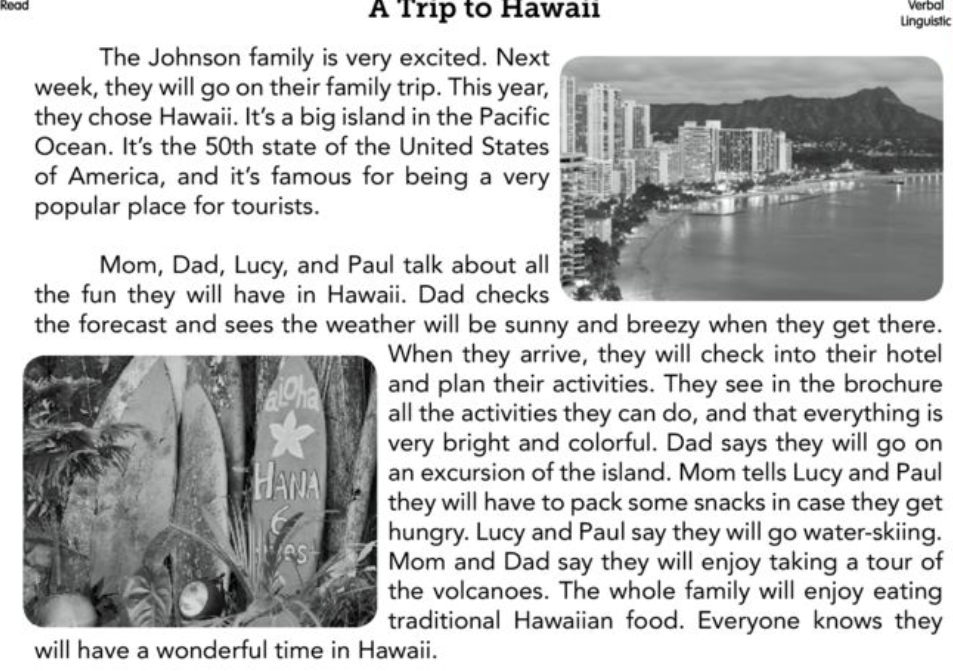 Read
A Trip to Hawaii
Verbal
Linguistic
The Johnson family is very excited. Next
week, they will go on their family trip. This year,
they chose Hawaii. It's a big island in the Pacific
Ocean. It's the 50th state of the United States
of America, and it's famous for being a very
popular place for tourists.
Mom, Dad, Lucy, and Paul talk about all
the fun they will have in Hawaii. Dad checks
the forecast and sees the weather will be sunny and breezy when they get there.
When they arrive, they will check into their hotel
and plan their activities. They see in the brochure
all the activities they can do, and that everything is
very bright and colorful. Dad says they will go on
an excursion of the island. Mom tells Lucy and Paul
they will have to pack some snacks in case they get
hungry. Lucy and Paul say they will go water-skiing.
Mom and Dad say they will enjoy taking a tour of
the volcanoes. The whole family will enjoy eating
traditional Hawaiian food. Everyone knows they
will have a wonderful time in Hawaii.
aloha
HANA